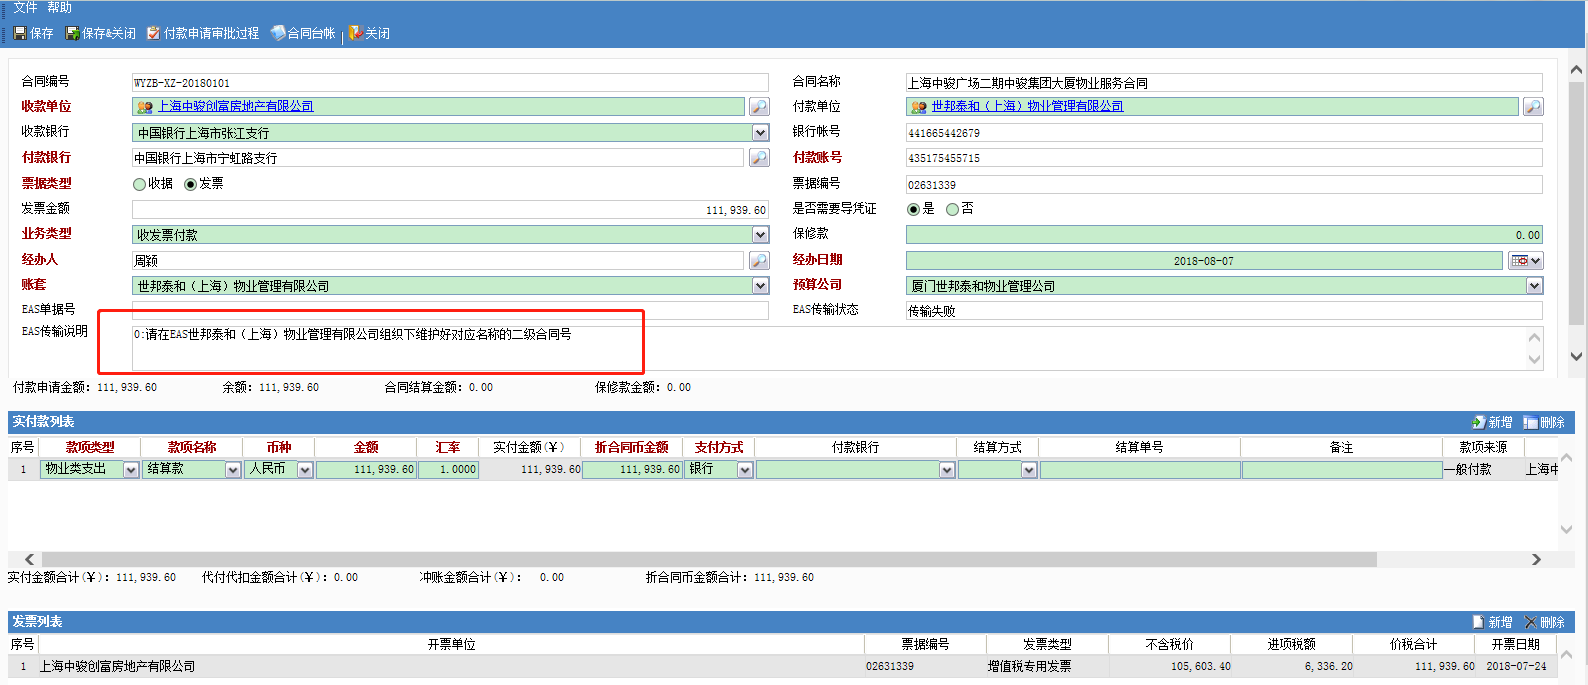 文件 帮助
保存 保存&关闭 付款申请审批过程 合同台帐 关闭
合同编号 WYZB-XZ-20180101 合同名称 上海中骏广场二期中骏集团大厦物业服务合同
收款单位 上海中骏创富房地产有限公司 付款单位 世邦泰和（上海）物业管理有限公司
收款银行 中国银行上海市张江支行 银行帐号 441665442679
付款银行 中国银行上海市宁虹路支行 付款账号 435175455715
票据类型 收据 发票 票据编号 02631339
发票金额 111,939.60 是否需要导凭证 是 否
业务类型 收发票付款 保修款 0.00
经办人 周颖 经办日期 2018-08-07
账套 世邦泰和（上海）物业管理有限公司 预算公司 厦门世邦泰和物业管理公司
EAS单据号 EAS传输状态 传输失败
EAS传输说明 0:请在EAS世邦泰和（上海）物业管理有限公司组织下维护好对应名称的二级合同号
付款申请金额：111,939.60 余额：111,939.60 合同结算金额：0.00 保修款金额：0.00
实付款列表 新增 删除
序号 款项类型 款项名称 币种 金额 汇率 实付金额(￥) 折合同币金额 支付方式 付款银行 结算方式 结算单号 备注 款项来源
1 物业类支出 结算款 人民币 111,939.60 1.0000 111,939.60 111,939.60 银行 一般付款 上海中
实付金额合计(￥)：111,939.60 代付代扣金额合计(￥)：0.00 冲账金额合计(￥)： 0.00 折合同币金额合计：111,939.60
发票列表 新增 删除
序号 开票单位 票据编号 发票类型 不含税价 进项税额 价税合计 开票日期
1 上海中骏创富房地产有限公司 02631339 增值税专用发票 105,603.40 6,336.20 111,939.60 2018-07-24